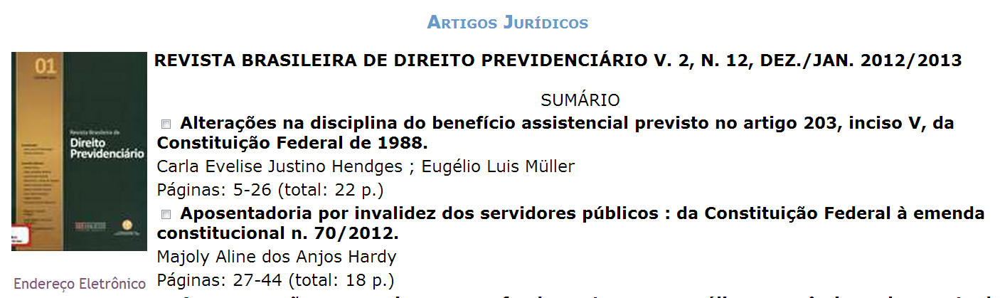 Artigos Jurídicos
01
Revista Brasileira de
Direito
Previdenciário
REVISTA BRASILEIRA DE DIREITO PREVIDENCIÁRIO V. 2, N. 12, DEZ./JAN. 2012/2013
SUMÁRIO
Alterações na disciplina do benefício assistencial previsto no artigo 203, inciso V, da
Constituição Federal de 1988.
Carla Evelise Justino Hendges ; Eugélio Luis Müller
Páginas: 5-26 (total: 22 p.)
Aposentadoria por invalidez dos servidores públicos : da Constituição Federal à emenda
constitucional n. 70/2012.
Majoly Aline dos Anjos Hardy
Páginas: 27-44 (total: 18 p.)
Endereço Eletrônico